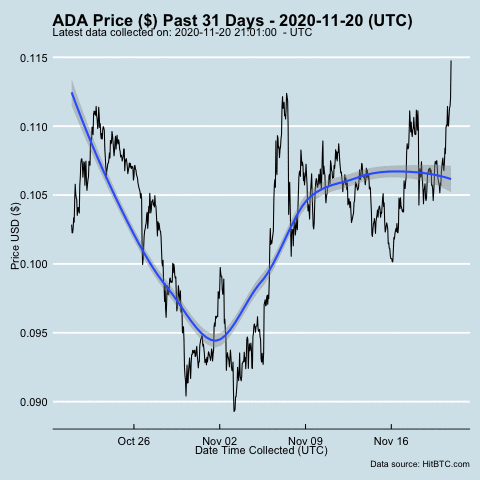 ADA Price ($) Past 31 Days - 2020-11-20 (UTC)
Latest data collected on: 2020-11-20 21:01:00  - UTC
0.115
0.110
0.105
0.100
0.095
0.090
Price USD ($)
Oct 26
Nov 02
Nov 09
Nov 16
Date Time Collected (UTC)
Data source: HitBTC.com